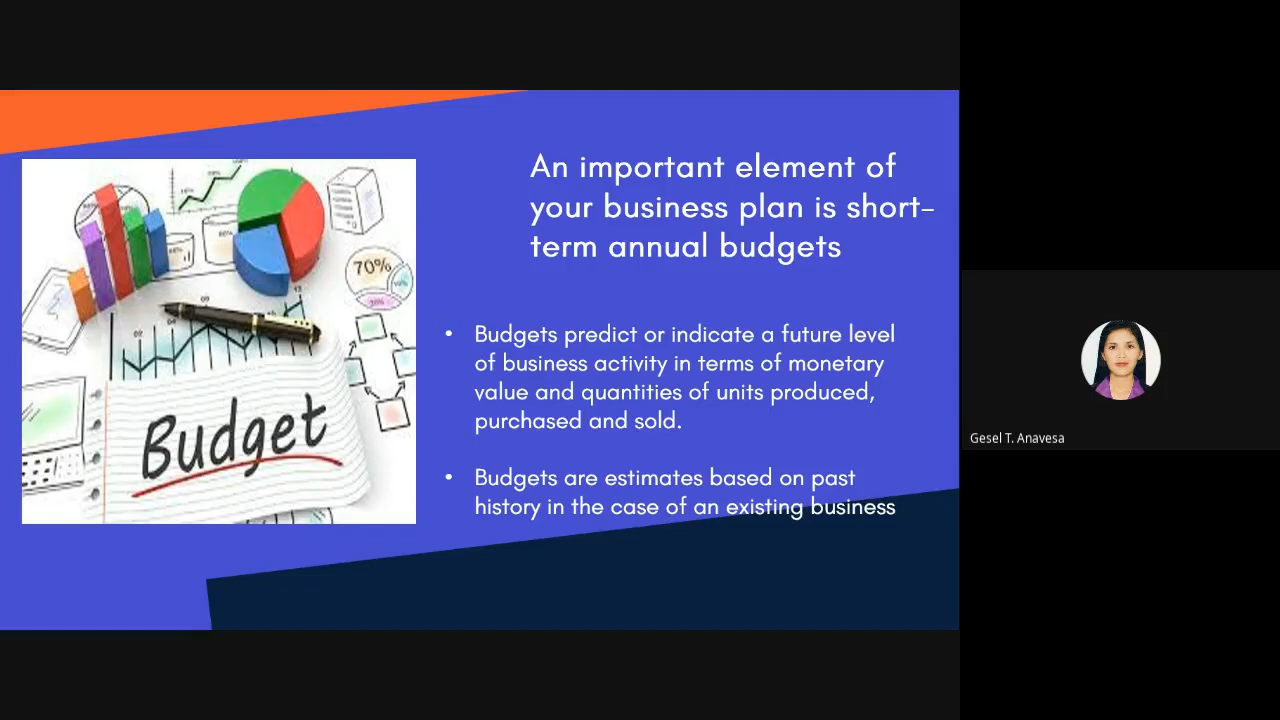 An important element of
your business plan is short-
term annual budgets
Budgets predict or indicate a future level
of business activity in terms of monetary
value and quantities of units produced,
purchased and sold.
Budgets are estimates based on past
history in the case of an existing business
70%
Budget
Gesel T. Anavesa